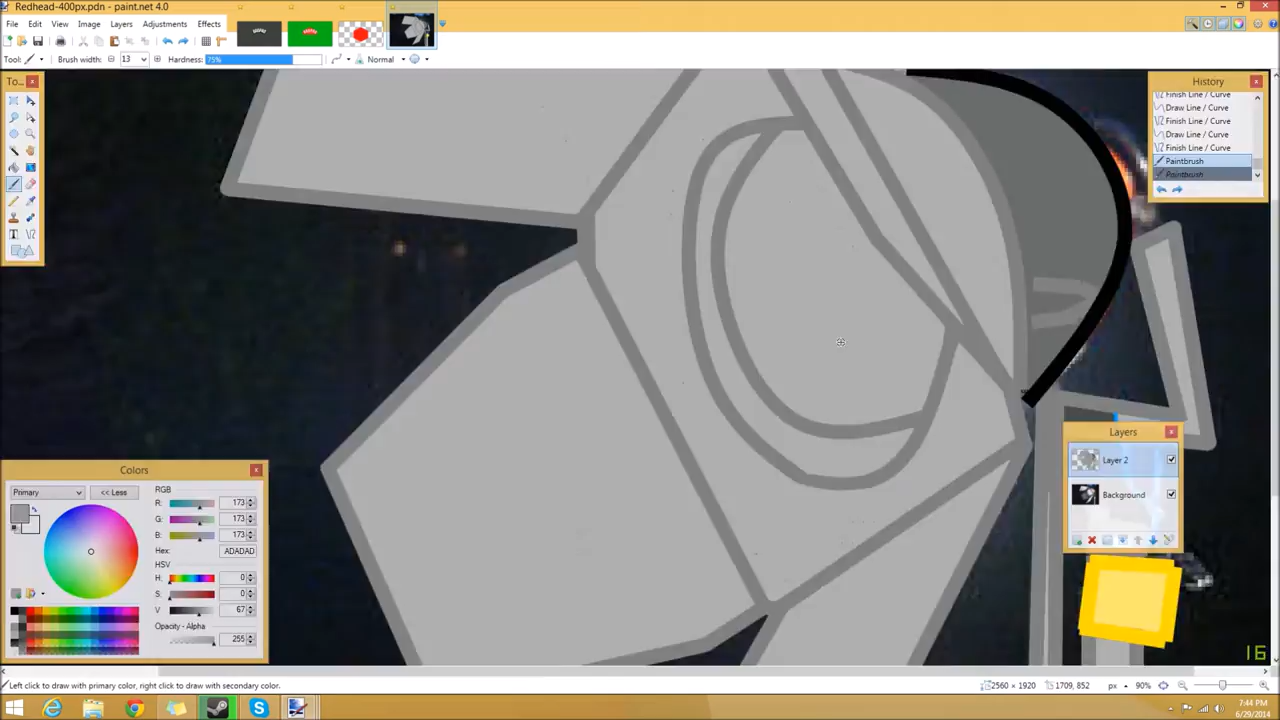 Redhead-400px.pdn - paint.net 4.0
File Edit View Image Layers Adjustments Effects
Tool: Brush width: 13 Hardness: 75% Normal
To...
History
Finish Line / Curve
Draw Line / Curve
Finish Line / Curve
Draw Line / Curve
Finish Line / Curve
Paintbrush
Paintbrush
Layers
Layer 2
Background
Colors
Primary
<< Less
RGB
R: 173
G: 173
B: 173
Hex: ADADAD
HSV
H: 0
S: 0
V: 67
Opacity - Alpha
255
16
Left click to draw with primary color, right click to draw with secondary color.
2560 × 1920
1709, 852
px
90%
7:44 PM
6/29/2014